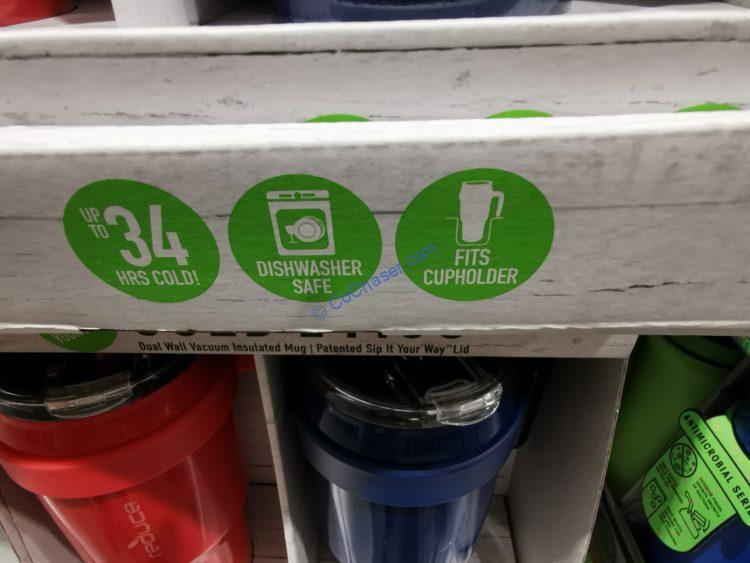 UP
TO 34
HRS COLD!
DISHWASHER
SAFE
FITS
CUPHOLDER
© CoChaser.com
Dual Wall Vacuum Insulated Mug | Patented Sip It Your Way™ Lid
reduce
ANTIMICROBIAL SERI